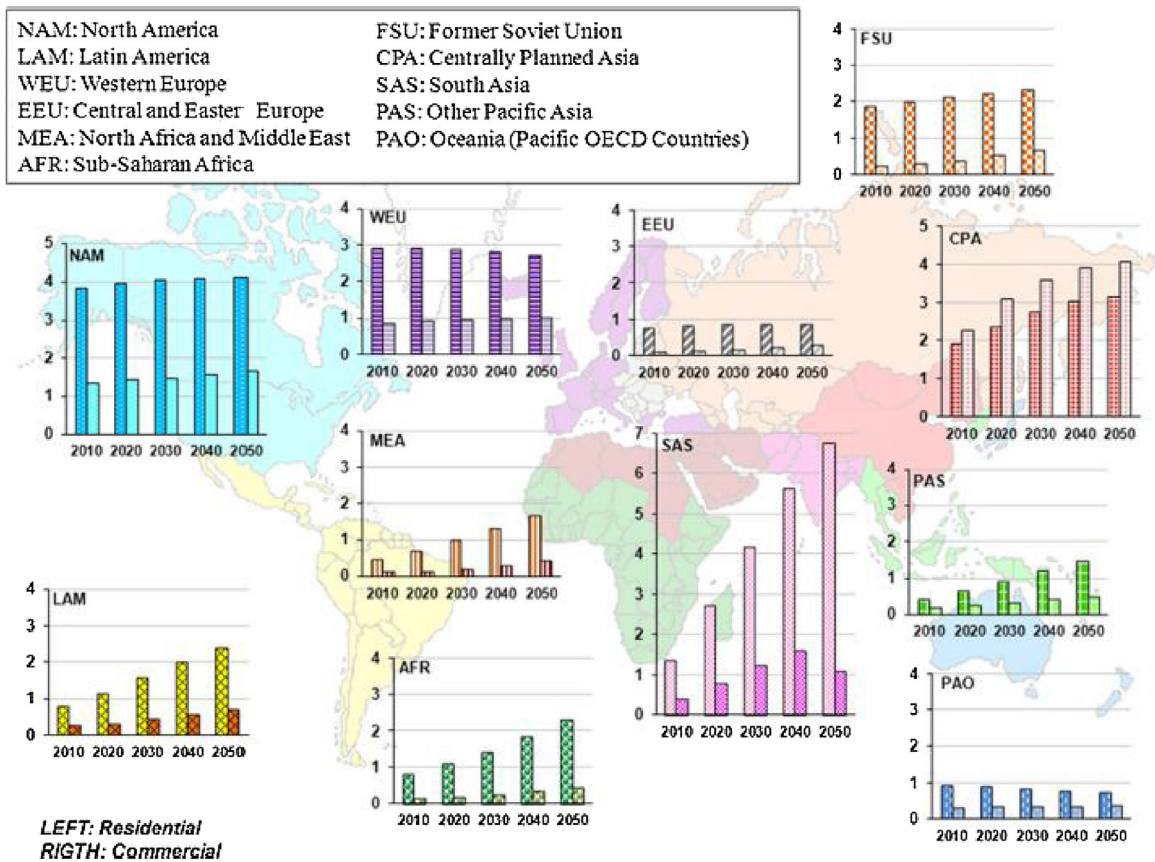 NAM: North America
LAM: Latin America
WEU: Western Europe
EEU: Central and Easter Europe
MEA: North Africa and Middle East
AFR: Sub-Saharan Africa
FSU: Former Soviet Union
CPA: Centrally Planned Asia
SAS: South Asia
PAS: Other Pacific Asia
PAO: Oceania (Pacific OECD Countries)
FSU
4
3
2
1
0
2010 2020 2030 2040 2050
NAM
5
4
3
2
1
0
2010 2020 2030 2040 2050
WEU
4
3
2
1
0
2010 2020 2030 2040 2050
EEU
4
3
2
1
0
2010 2020 2030 2040 2050
CPA
5
4
3
2
1
0
2010 2020 2030 2040 2050
MEA
4
3
2
1
0
2010 2020 2030 2040 2050
SAS
7
6
5
4
3
2
1
0
2010 2020 2030 2040 2050
PAS
4
3
2
1
0
2010 2020 2030 2040 2050
LAM
4
3
2
1
0
2010 2020 2030 2040 2050
AFR
4
3
2
1
0
2010 2020 2030 2040 2050
PAO
4
3
2
1
0
2010 2020 2030 2040 2050
LEFT: Residential
RIGTH: Commercial